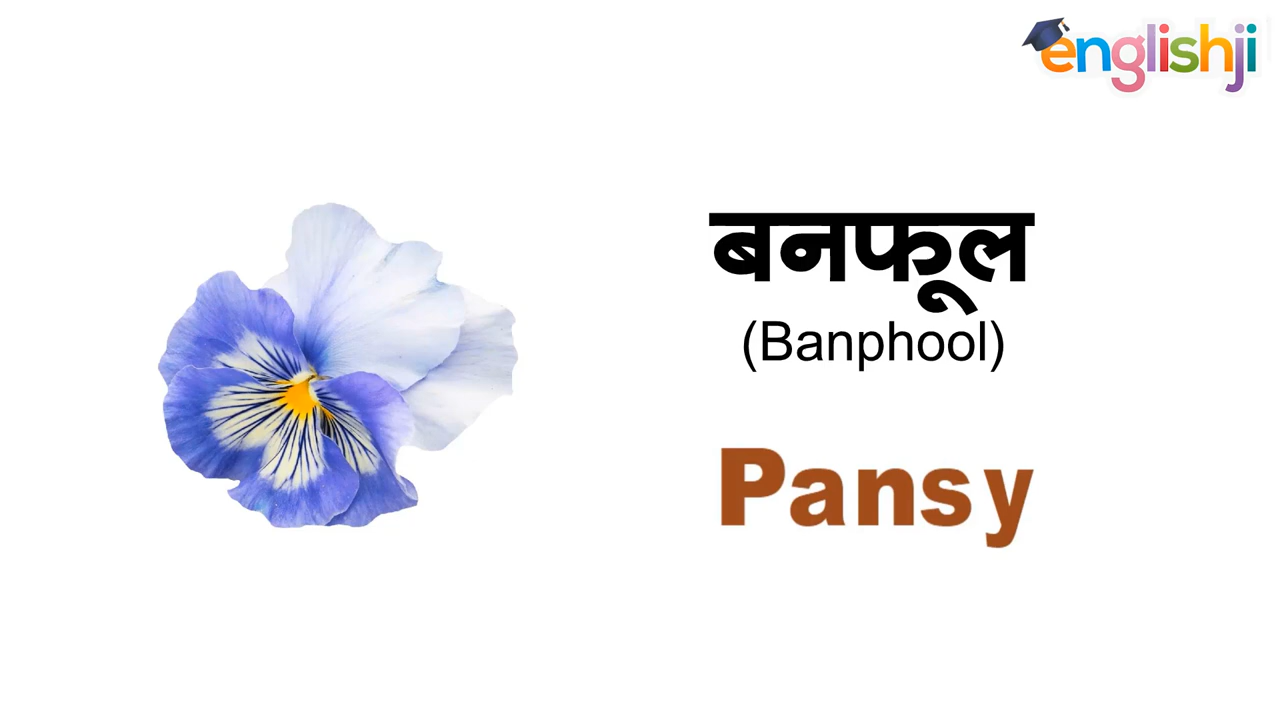 englishji
बनफूल
(Banphool)
Pansy